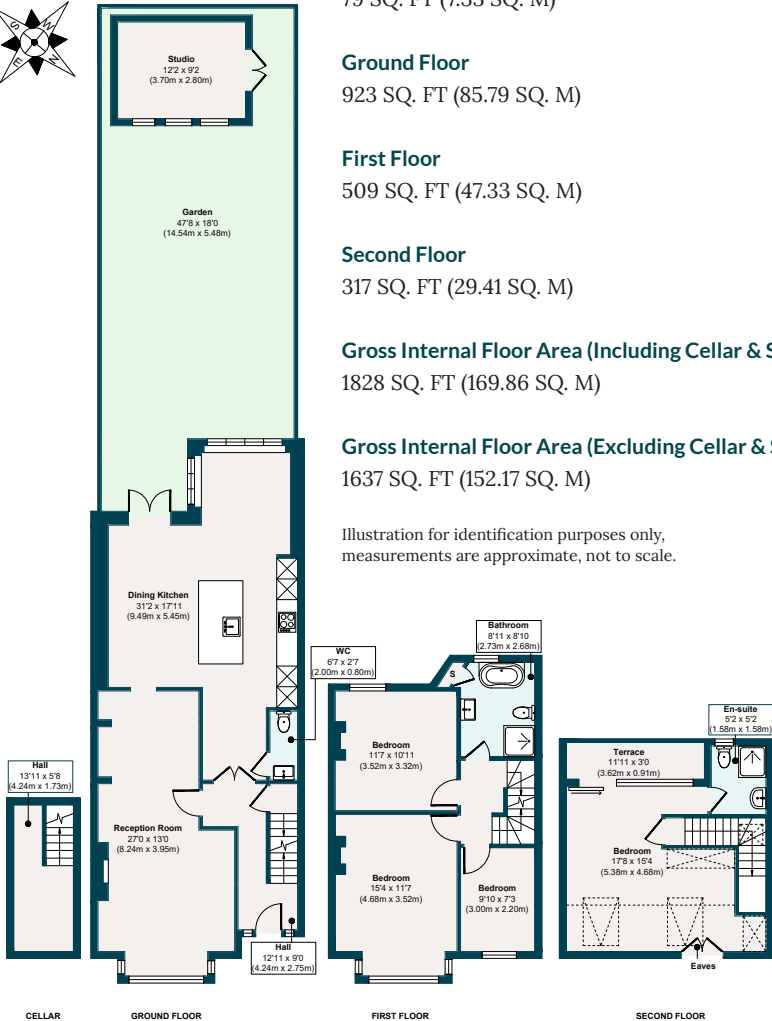 79 SQ. FT (7.33 SQ. M)
Ground Floor
923 SQ. FT (85.79 SQ. M)
First Floor
509 SQ. FT (47.33 SQ. M)
Second Floor
317 SQ. FT (29.41 SQ. M)
Gross Internal Floor Area (Including Cellar & S
1828 SQ. FT (169.86 SQ. M)
Gross Internal Floor Area (Excluding Cellar & S
1637 SQ. FT (152.17 SQ. M)
Illustration for identification purposes only,
measurements are approximate, not to scale.
S
W
E
N
Studio
12'2 x 9'2
(3.70m x 2.80m)
Garden
47'8 x 18'0
(14.54m x 5.48m)
Dining Kitchen
31'2 x 17'11
(9.49m x 5.45m)
WC
6'7 x 2'7
(2.00m x 0.80m)
Reception Room
27'0 x 13'0
(8.24m x 3.95m)
Hall
12'11 x 9'0
(4.24m x 2.75m)
Hall
13'11 x 5'8
(4.24m x 1.73m)
Bathroom
8'11 x 8'10
(2.73m x 2.68m)
S
Bedroom
11'7 x 10'11
(3.52m x 3.32m)
Bedroom
15'4 x 11'7
(4.68m x 3.52m)
Bedroom
9'10 x 7'3
(3.00m x 2.20m)
En-suite
5'2 x 5'2
(1.58m x 1.58m)
Terrace
11'11 x 3'0
(3.62m x 0.91m)
Bedroom
17'8 x 15'4
(5.38m x 4.68m)
Eaves
CELLAR
GROUND FLOOR
FIRST FLOOR
SECOND FLOOR